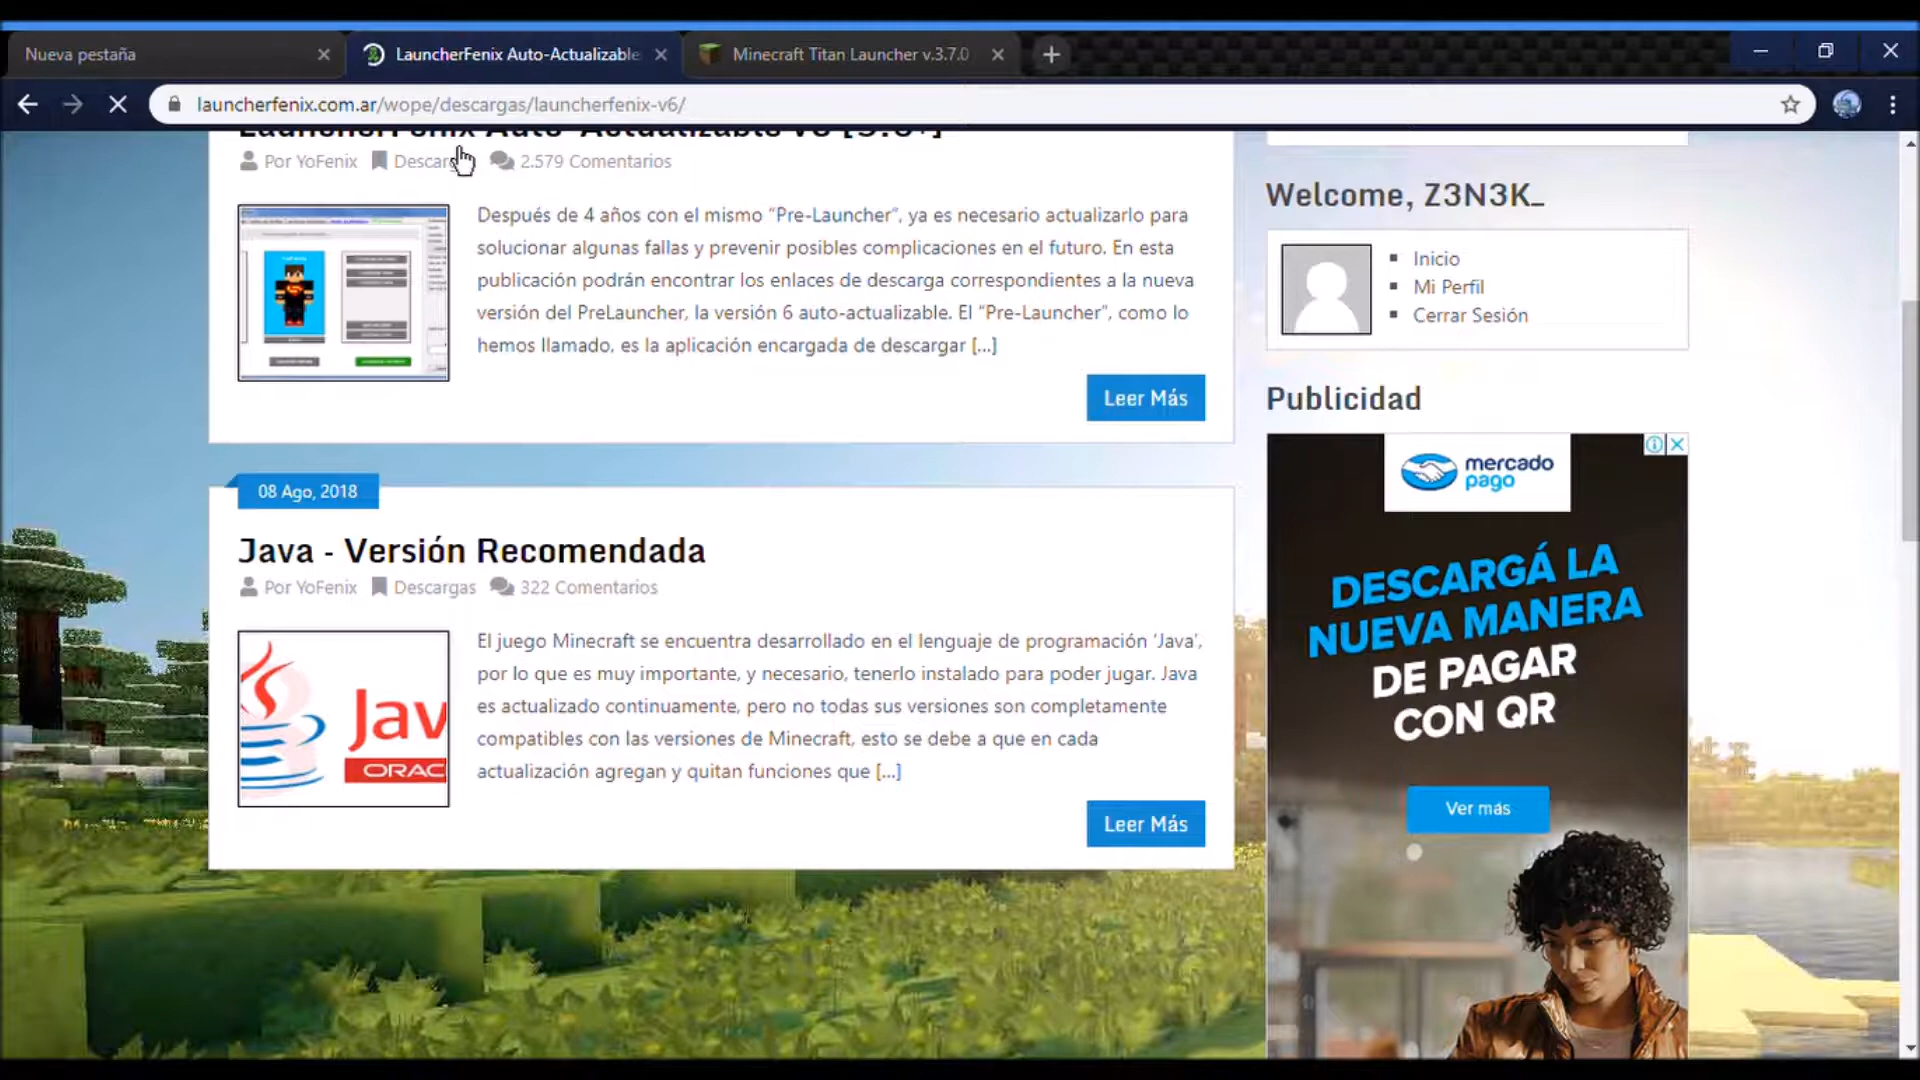 Nueva pestaña
LauncherFenix Auto-Actualizable
Minecraft Titan Launcher v.3.7.0
launcherfenix.com.ar/wope/descargas/launcherfenix-v6/
LauncherFenix Auto-Actualizable v6
Por YoFenix
Descar
2.579 Comentarios
Después de 4 años con el mismo “Pre-Launcher”, ya es necesario actualizarlo para
solucionar algunas fallas y prevenir posibles complicaciones en el futuro. En esta
publicación podrán encontrar los enlaces de descarga correspondientes a la nueva
versión del PreLauncher, la versión 6 auto-actualizable. El “Pre-Launcher”, como lo
hemos llamado, es la aplicación encargada de descargar [...]
Leer Más
08 Ago, 2018
Java - Versión Recomendada
Por YoFenix
Descargas
322 Comentarios
Jav
ORAC
El juego Minecraft se encuentra desarrollado en el lenguaje de programación ‘Java’,
por lo que es muy importante, y necesario, tenerlo instalado para poder jugar. Java
es actualizado continuamente, pero no todas sus versiones son completamente
compatibles con las versiones de Minecraft, esto se debe a que en cada
actualización agregan y quitan funciones que [...]
Leer Más
Welcome, Z3N3K_
Inicio
Mi Perfil
Cerrar Sesión
Publicidad
mercado
pago
DESCARGÁ LA
NUEVA MANERA
DE PAGAR
CON QR
Ver más